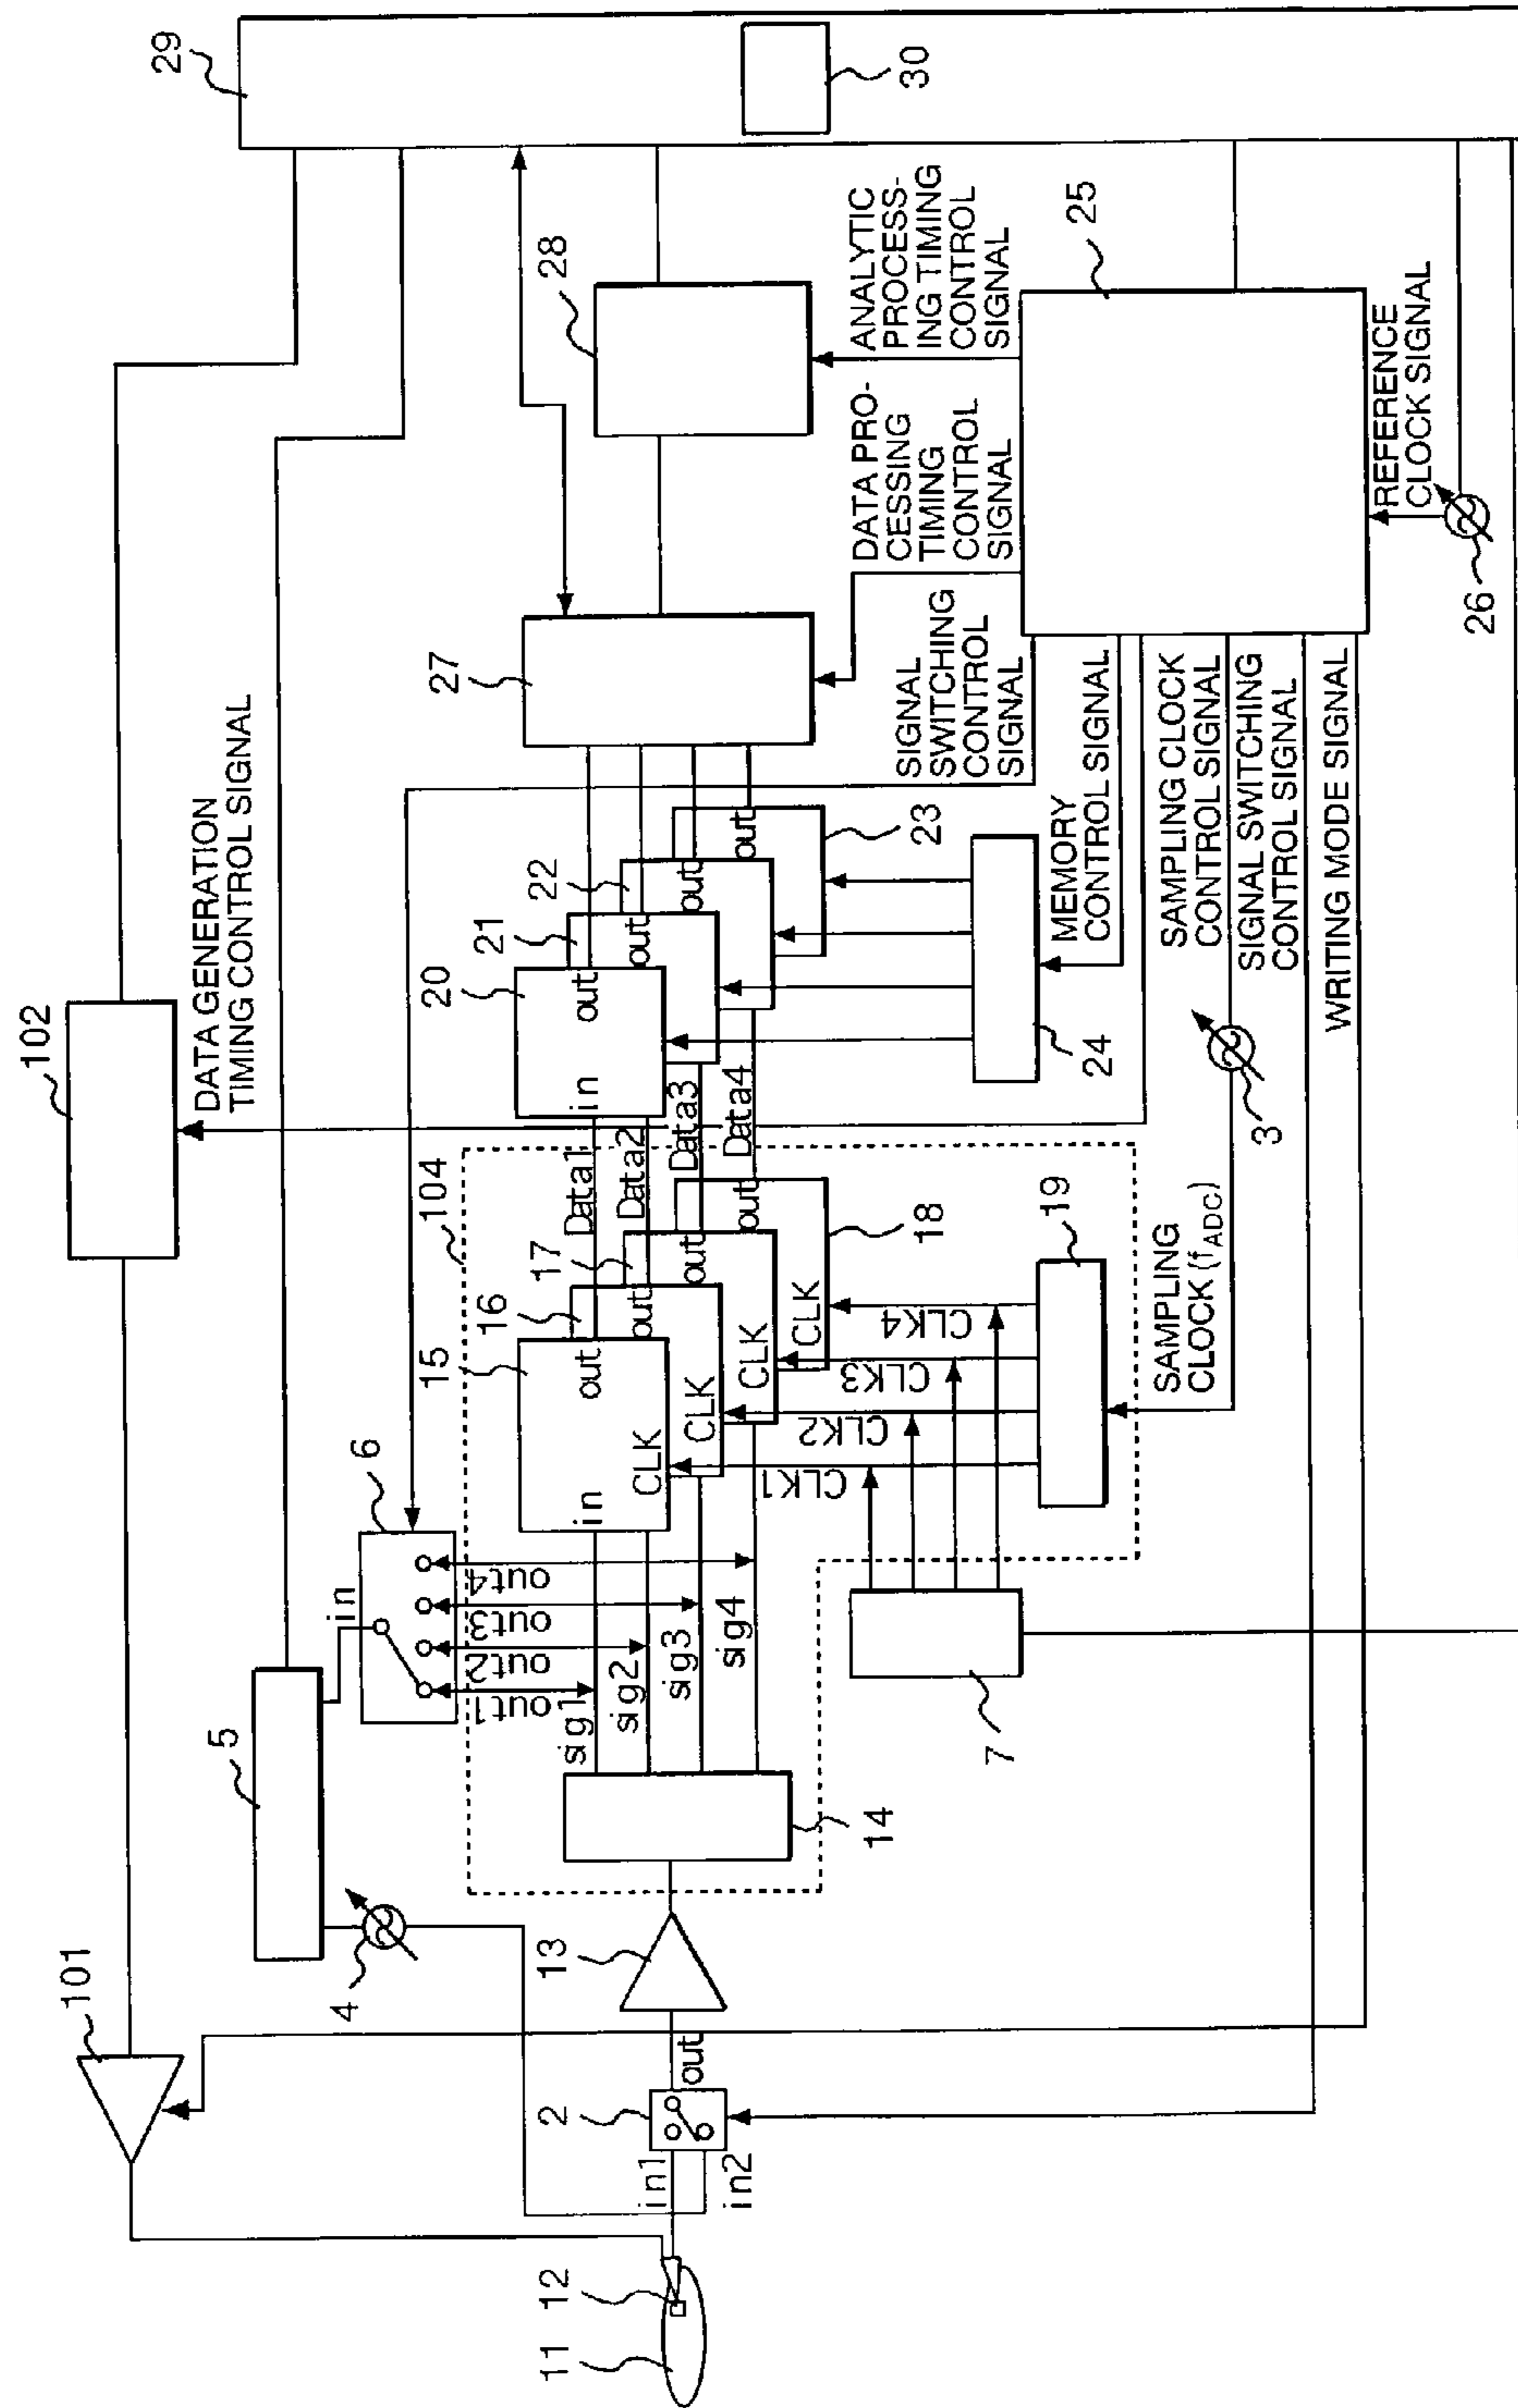 101
102
DATA GENERATION
TIMING CONTROL SIGNAL
29
30
5
4
6
in
out1
out2
out3
out4
104
28
27
11
12
in1
in2
2
out
13
14
sig1
sig2
sig3
sig4
15
in
out
CLK
16
out
CLK
17
out
CLK
18
out
CLK
Data1
Data2
Data3
Data4
20
in
out
21
out
22
out
23
out
CLK1
CLK2
CLK3
CLK4
7
19
24
SAMPLING
CLOCK (fADC)
3
SIGNAL
SWITCHING
CONTROL
SIGNAL
DATA PRO-
CESSING
TIMING
CONTROL
SIGNAL
ANALYTIC
PROCESS-
ING TIMING
CONTROL
SIGNAL
25
MEMORY
CONTROL SIGNAL
SAMPLING CLOCK
CONTROL SIGNAL
SIGNAL SWITCHING
CONTROL SIGNAL
WRITING MODE SIGNAL
REFERENCE
CLOCK SIGNAL
26